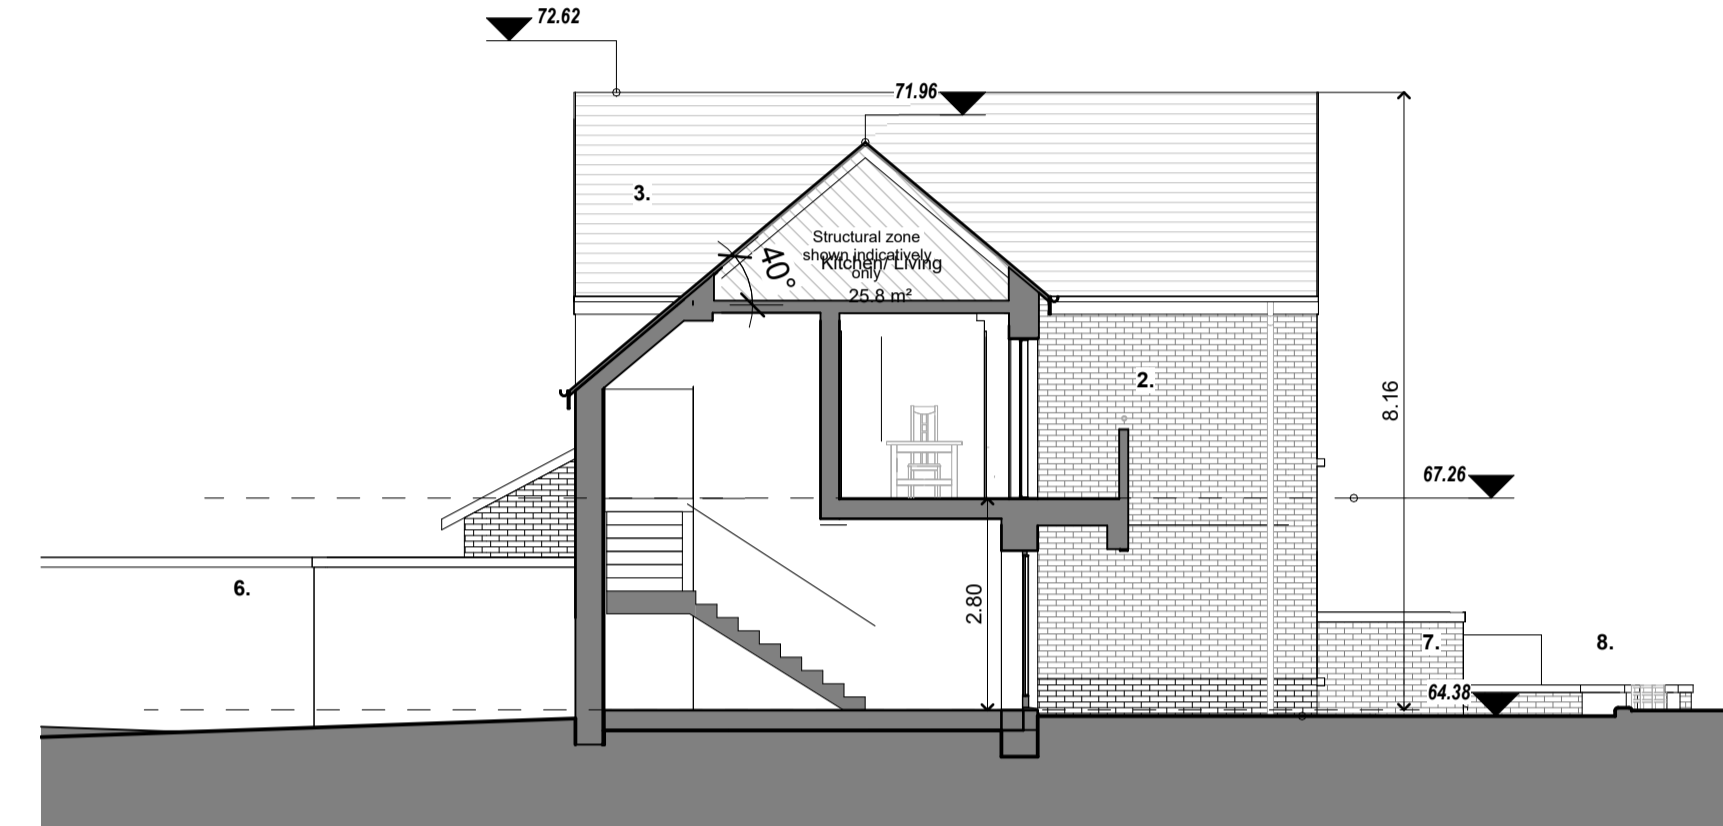 72.62
71.96
3.
Structural zone
shown indicatively
only
Kitchen/ Living
25.8 m²
40°
2.
8.16
67.26
6.
2.80
7.
8.
64.38